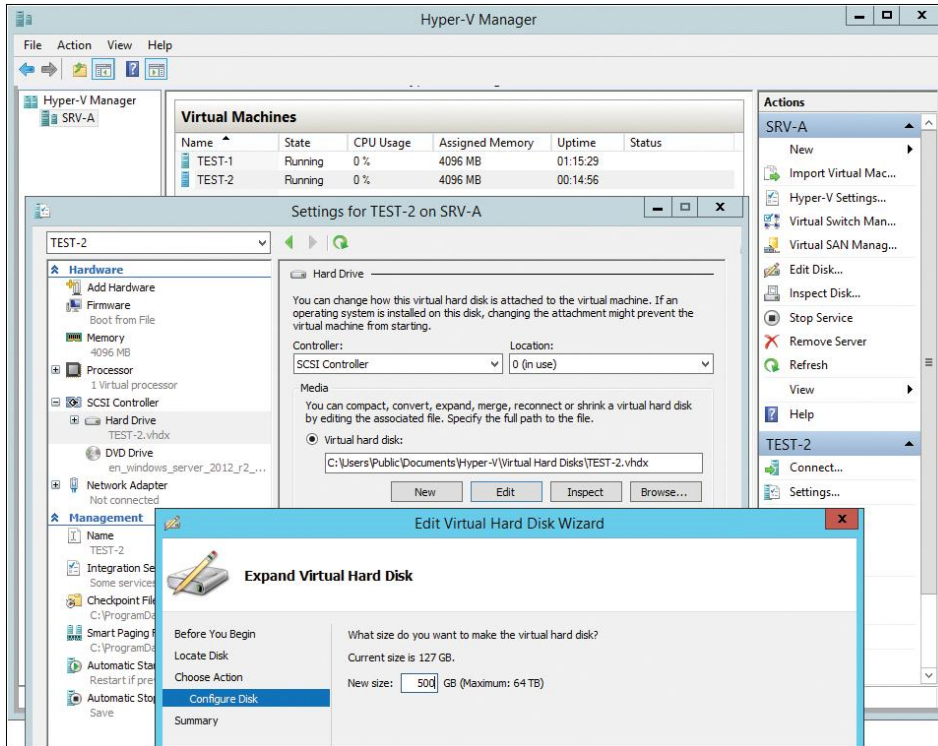 Hyper-V Manager
File Action View Help
Hyper-V Manager
SRV-A
Virtual Machines
Name State CPU Usage Assigned Memory Uptime Status
TEST-1 Running 0 % 4096 MB 01:15:29
TEST-2 Running 0 % 4096 MB 00:14:56
Actions
SRV-A
New
Import Virtual Mac...
Hyper-V Settings...
Virtual Switch Man...
Virtual SAN Manag...
Edit Disk...
Inspect Disk...
Stop Service
Remove Server
Refresh
View
Help
TEST-2
Connect...
Settings...
Settings for TEST-2 on SRV-A
TEST-2
Hardware
Add Hardware
Firmware
Boot from File
Memory
4096 MB
Processor
1 Virtual processor
SCSI Controller
Hard Drive
TEST-2.vhdx
DVD Drive
en_windows_server_2012_r2_...
Network Adapter
Not connected
Management
Name
TEST-2
Integration Se
Some services
Checkpoint File
C:\ProgramDa
Smart Paging F
C:\ProgramDa
Automatic Star
Restart if pre
Automatic Stop
Save
Hard Drive
You can change how this virtual hard disk is attached to the virtual machine. If an
operating system is installed on this disk, changing the attachment might prevent the
virtual machine from starting.
Controller: Location:
SCSI Controller 0 (in use)
Media
You can compact, convert, expand, merge, reconnect or shrink a virtual hard disk
by editing the associated file. Specify the full path to the file.
Virtual hard disk:
C:\Users\Public\Documents\Hyper-V\Virtual Hard Disks\TEST-2.vhdx
New Edit Inspect Browse...
Edit Virtual Hard Disk Wizard
Expand Virtual Hard Disk
Before You Begin
Locate Disk
Choose Action
Configure Disk
Summary
What size do you want to make the virtual hard disk?
Current size is 127 GB.
New size: 500 GB (Maximum: 64 TB)